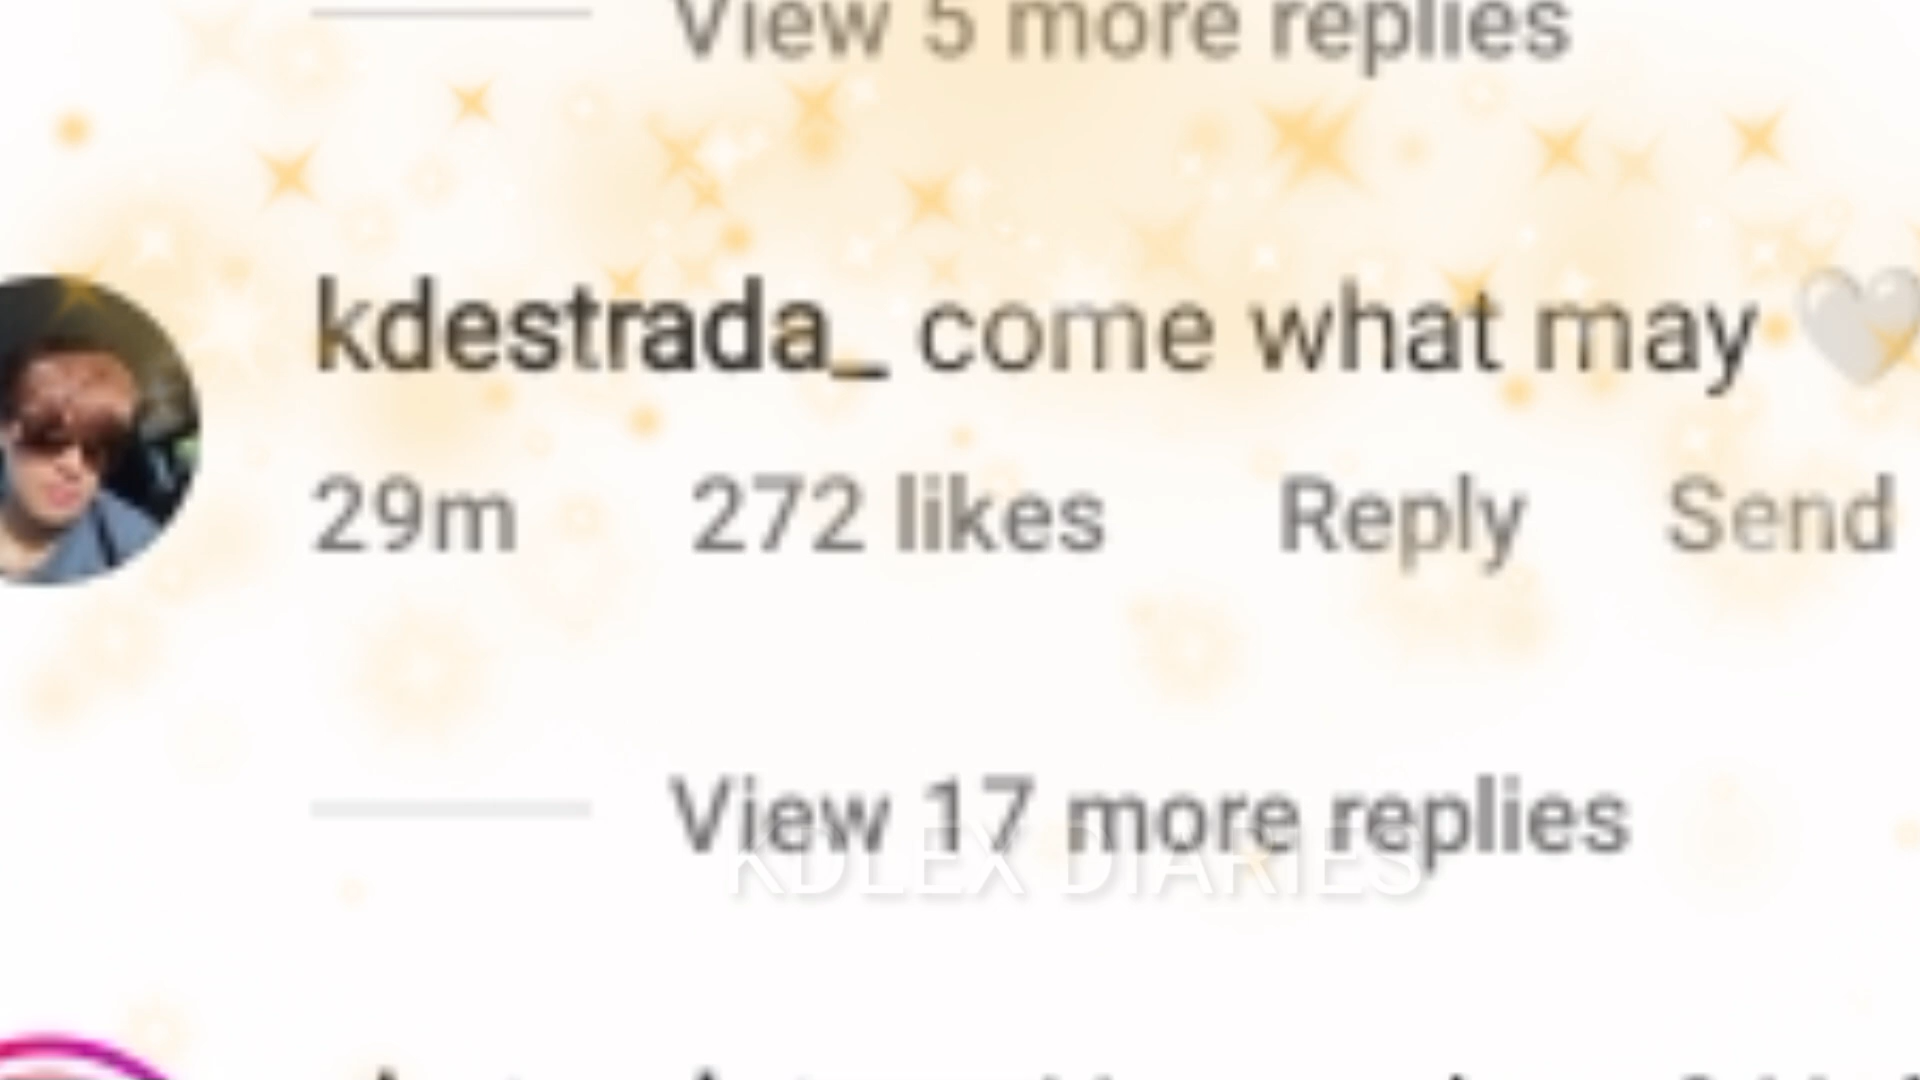 View 5 more replies
kdestrada_ come what may 🤍
29m 272 likes Reply Send
View 17 more replies
KDLEX DIARIES